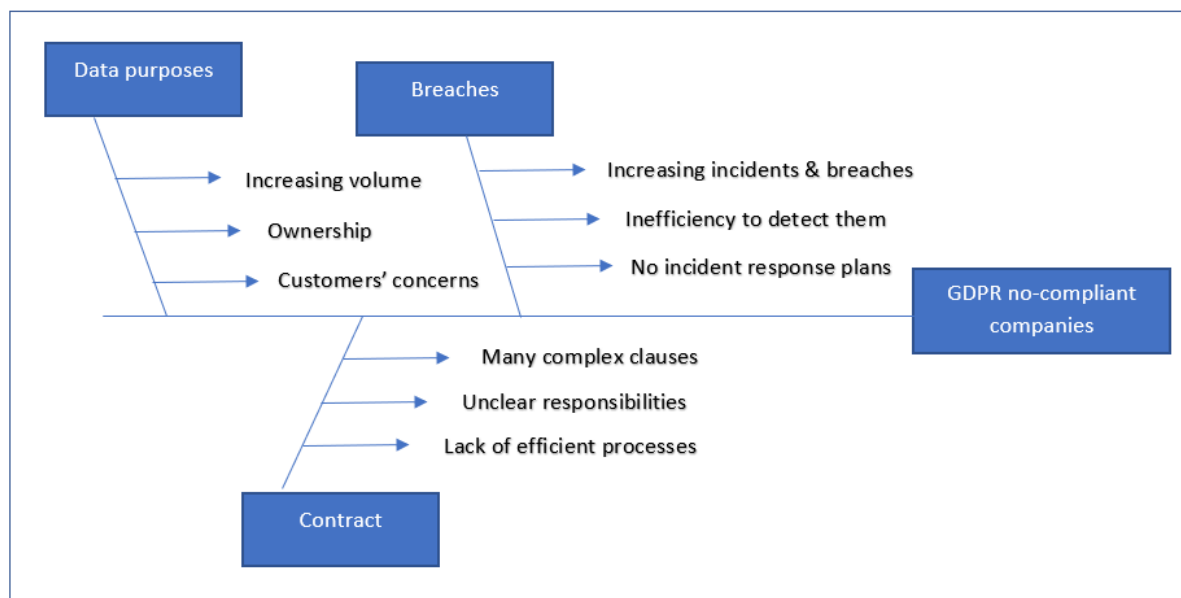 Data purposes
Breaches
Increasing volume
Ownership
Customers’ concerns
Increasing incidents & breaches
Inefficiency to detect them
No incident response plans
GDPR no-compliant
companies
Many complex clauses
Unclear responsibilities
Lack of efficient processes
Contract